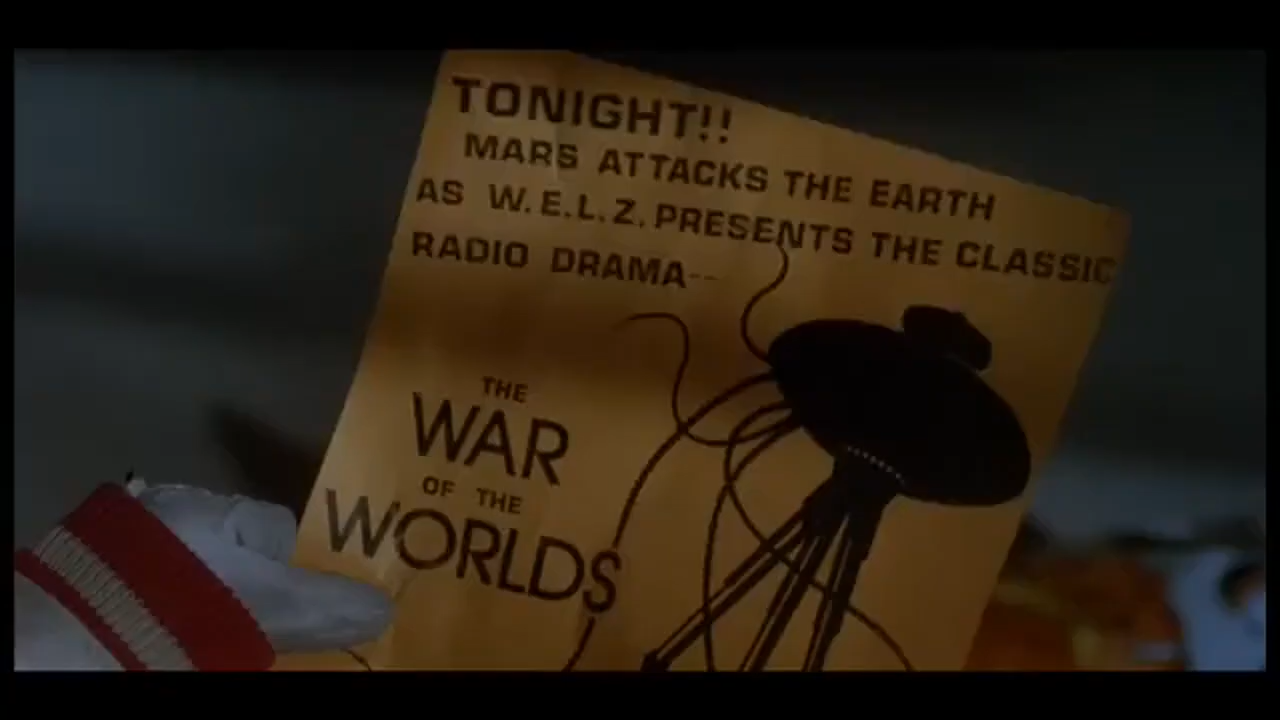 TONIGHT!!
MARS ATTACKS THE EARTH
AS W.E.L.Z. PRESENTS THE CLASSIC
RADIO DRAMA--
THE
WAR
OF THE
WORLDS